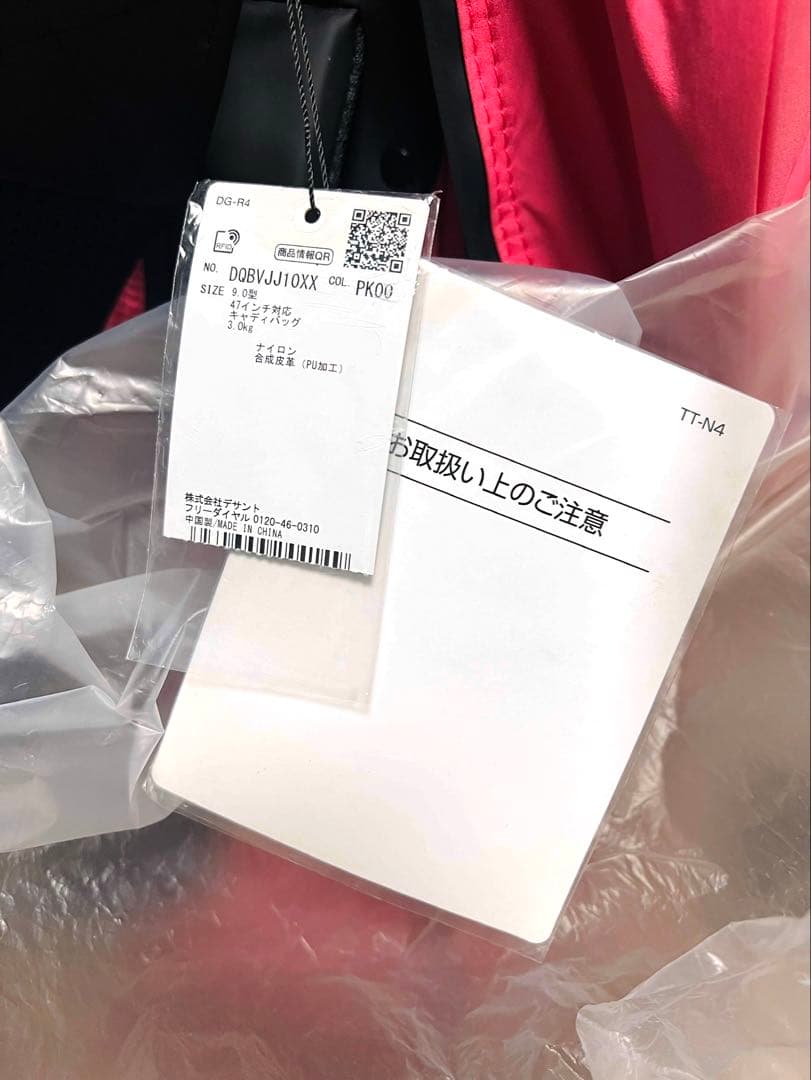 DG-R4
RFID
商品情報QR
NO. DQBVJJ10XX COL. PK00
SIZE 9.0型
47インチ対応
キャディバッグ
3.0kg
ナイロン
合成皮革 (PU加工)
株式会社デサント
フリーダイヤル 0120-46-0310
中国製/MADE IN CHINA
TT-N4
お取扱い上のご注意